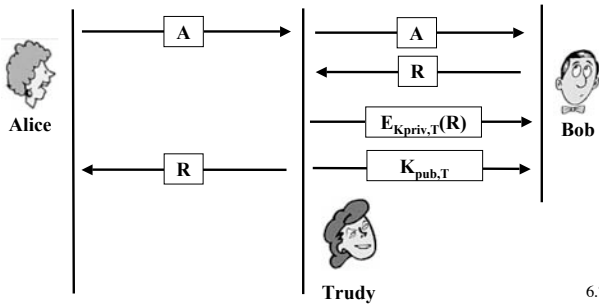 A
A
R
Alice
E_Kpriv,T(R)
Bob
R
K_pub,T
Trudy
6.